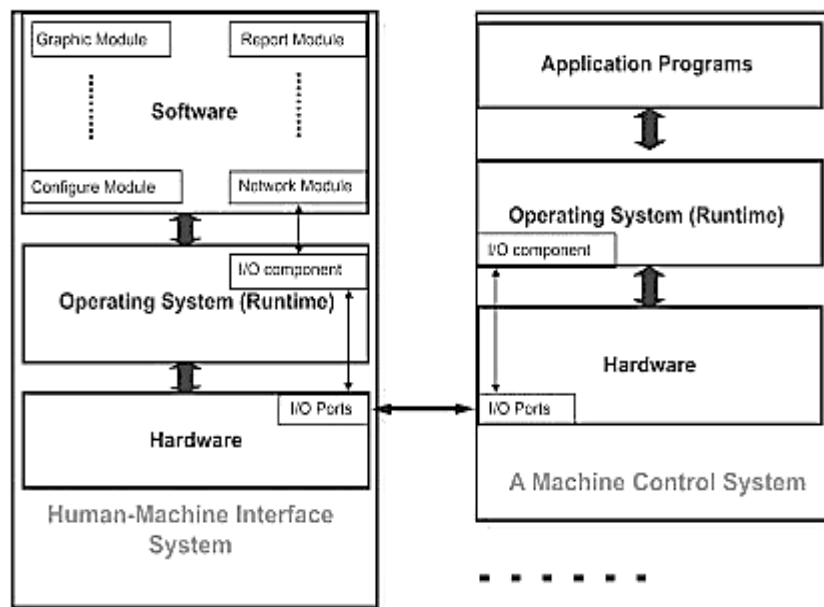 Graphic Module
Report Module
Software
Configure Module
Network Module
I/O component
Operating System (Runtime)
I/O Ports
Hardware
Human-Machine Interface
System
Application Programs
Operating System (Runtime)
I/O component
Hardware
I/O Ports
A Machine Control System